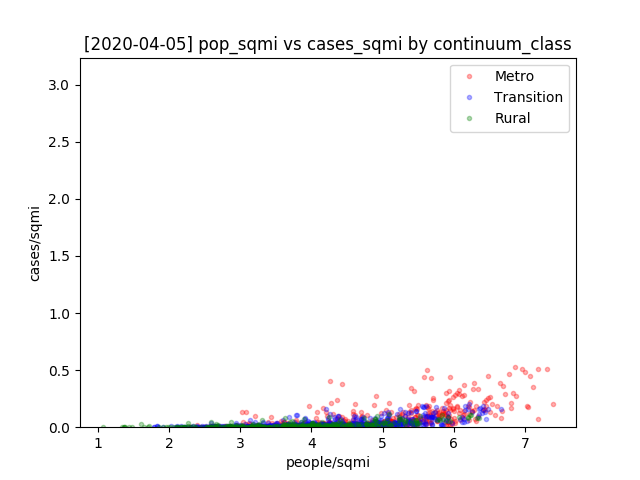 [2020-04-05] pop_sqmi vs cases_sqmi by continuum_class
Metro
Transition
Rural
3.0
2.5
2.0
1.5
1.0
0.5
0.0
cases/sqmi
1 2 3 4 5 6 7
people/sqmi